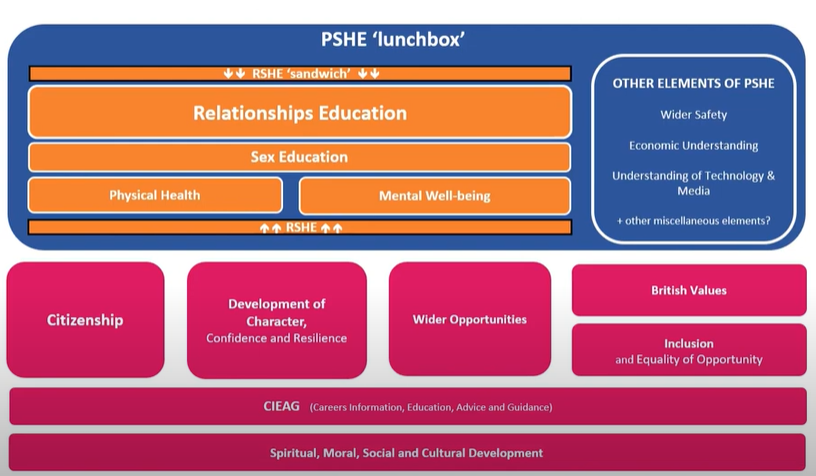 PSHE ‘lunchbox’
↓↓ RSHE ‘sandwich’ ↓↓
Relationships Education
Sex Education
Physical Health
Mental Well-being
↑↑ RSHE ↑↑
OTHER ELEMENTS OF PSHE
Wider Safety
Economic Understanding
Understanding of Technology &
Media
+ other miscellaneous elements?
Citizenship
Development of
Character,
Confidence and Resilience
Wider Opportunities
British Values
Inclusion
and Equality of Opportunity
CIEAG (Careers Information, Education, Advice and Guidance)
Spiritual, Moral, Social and Cultural Development